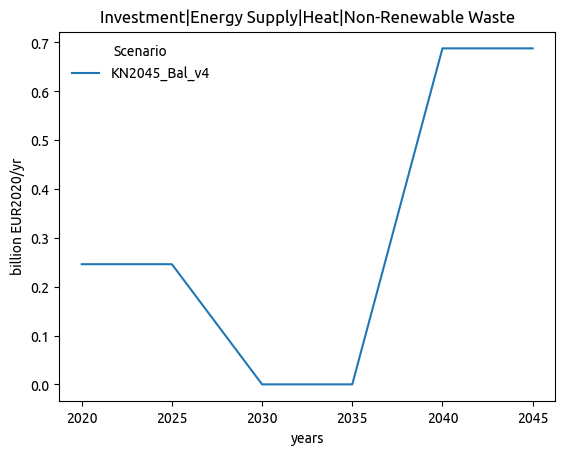 Investment|Energy Supply|Heat|Non-Renewable Waste
Scenario
KN2045_Bal_v4
billion EUR2020/yr
0.7
0.6
0.5
0.4
0.3
0.2
0.1
0.0
2020 2025 2030 2035 2040 2045
years